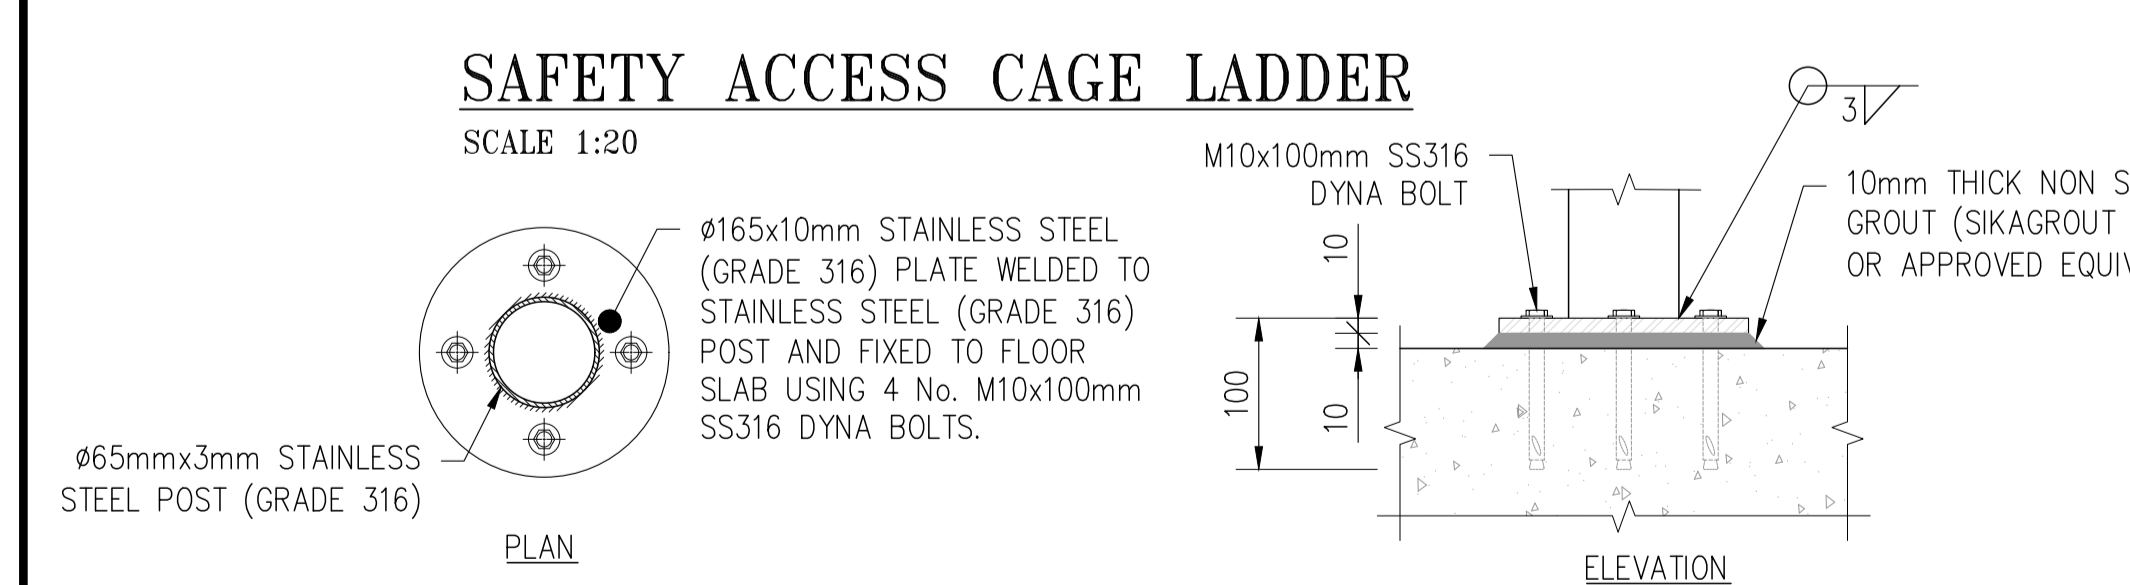 SAFETY ACCESS CAGE LADDER
SCALE 1:20
Ø165x10mm STAINLESS STEEL
(GRADE 316) PLATE WELDED TO
STAINLESS STEEL (GRADE 316)
POST AND FIXED TO FLOOR
SLAB USING 4 No. M10x100mm
SS316 DYNA BOLTS.
Ø65mmx3mm STAINLESS
STEEL POST (GRADE 316)
PLAN
M10x100mm SS316
DYNA BOLT
3
10mm THICK NON S
GROUT (SIKAGROUT
OR APPROVED EQUIV
10
100
10
ELEVATION